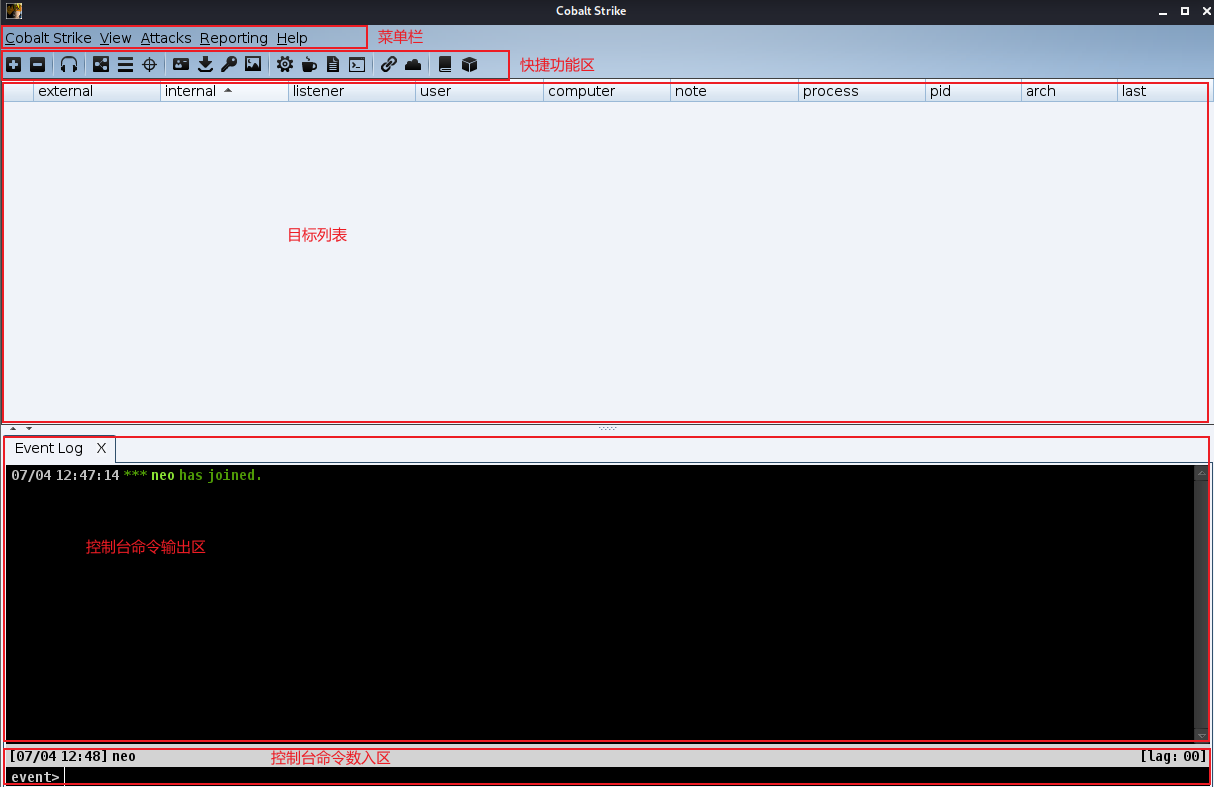 Cobalt Strike
Cobalt Strike View Attacks Reporting Help 菜单栏
快捷功能区
external internal listener user computer note process pid arch last
目标列表
Event Log X
07/04 12:47:14 *** neo has joined.
控制台命令输出区
[07/04 12:48] neo 控制台命令数入区 [lag: 00]
event>